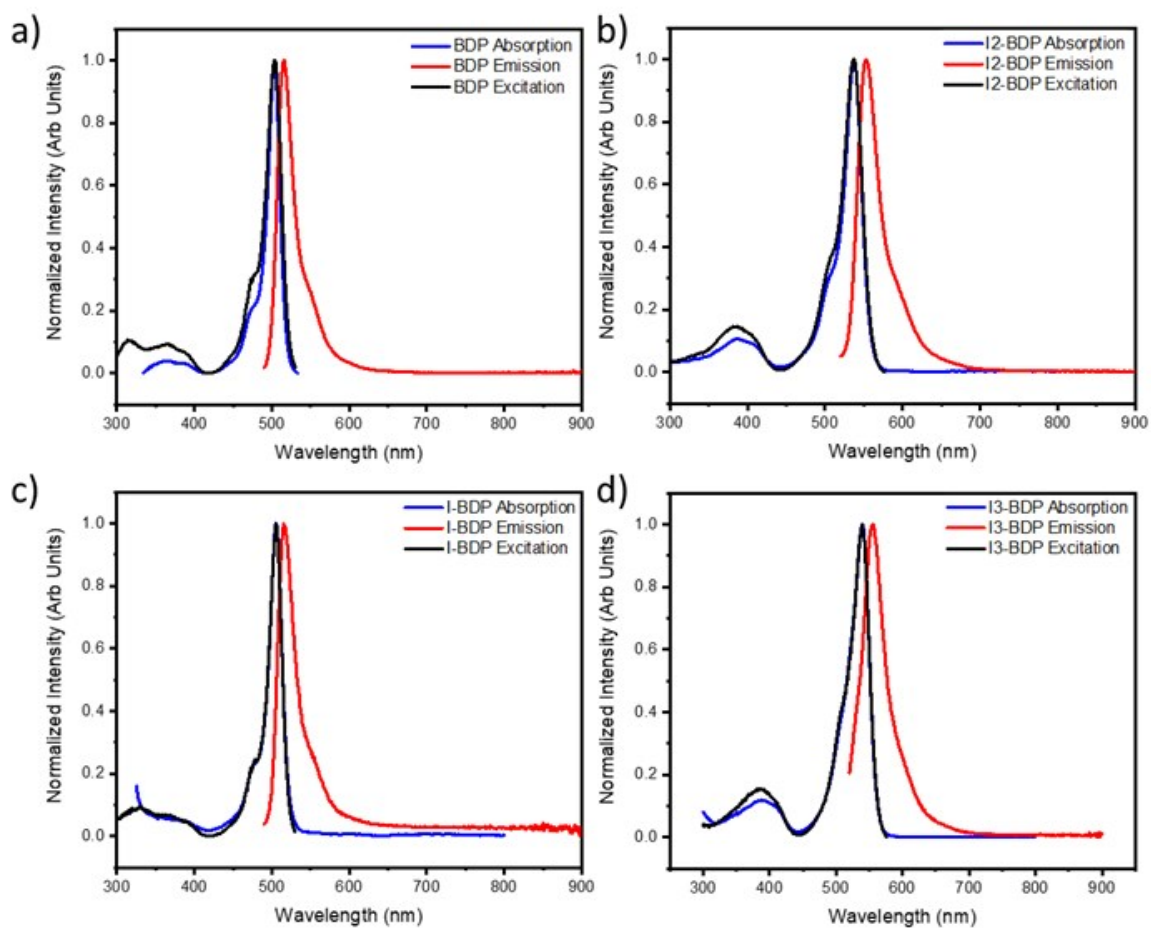 a)
BDP Absorption
BDP Emission
BDP Excitation
1.0
0.8
0.6
0.4
0.2
0.0
Normalized Intensity (Arb Units)
300 400 500 600 700 800 900
Wavelength (nm)
b)
I2-BDP Absorption
I2-BDP Emission
I2-BDP Excitation
1.0
0.8
0.6
0.4
0.2
0.0
Normalized Intensity (Arb Units)
300 400 500 600 700 800 900
Wavelength (nm)
c)
I-BDP Absorption
I-BDP Emission
I-BDP Excitation
1.0
0.8
0.6
0.4
0.2
0.0
Normalized Intensity (Arb Units)
300 400 500 600 700 800 900
Wavelength (nm)
d)
I3-BDP Absorption
I3-BDP Emission
I3-BDP Excitation
1.0
0.8
0.6
0.4
0.2
0.0
Normalized Intensity (Arb Units)
300 400 500 600 700 800 900
Wavelength (nm)